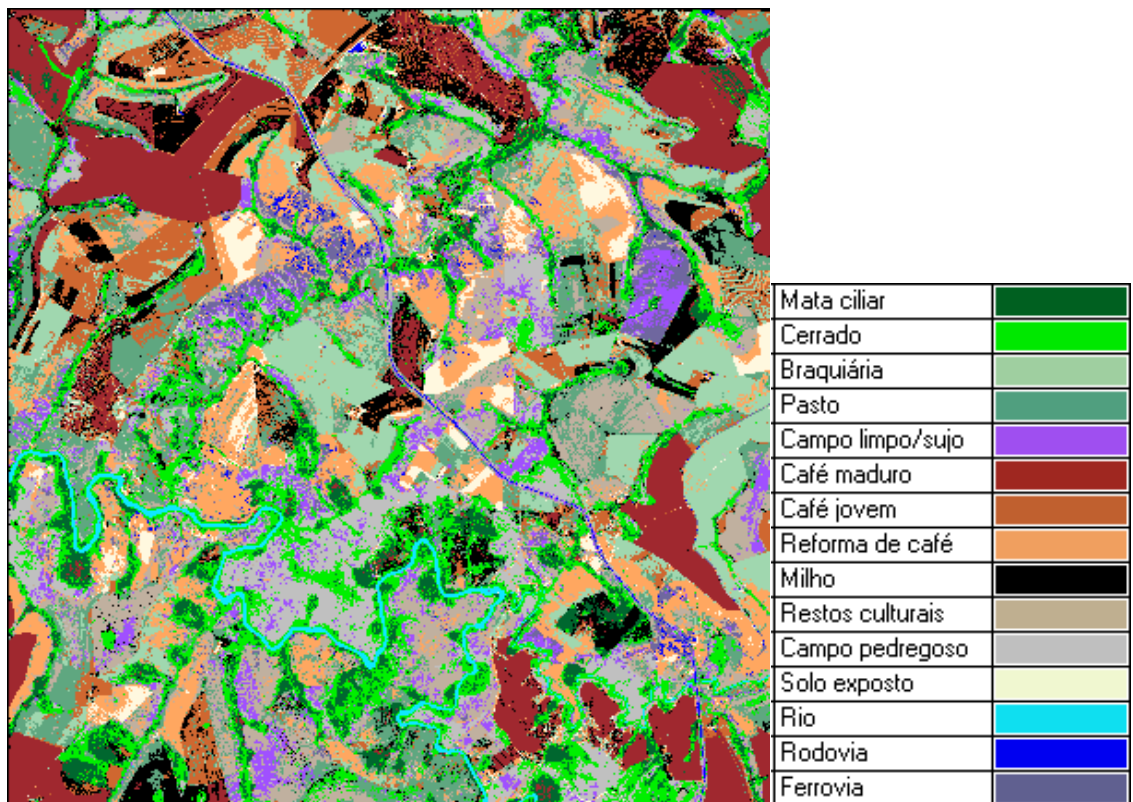 Mata ciliar
Cerrado
Braquiária
Pasto
Campo limpo/sujo
Café maduro
Café jovem
Reforma de café
Milho
Restos culturais
Campo pedregoso
Solo exposto
Rio
Rodovia
Ferrovia